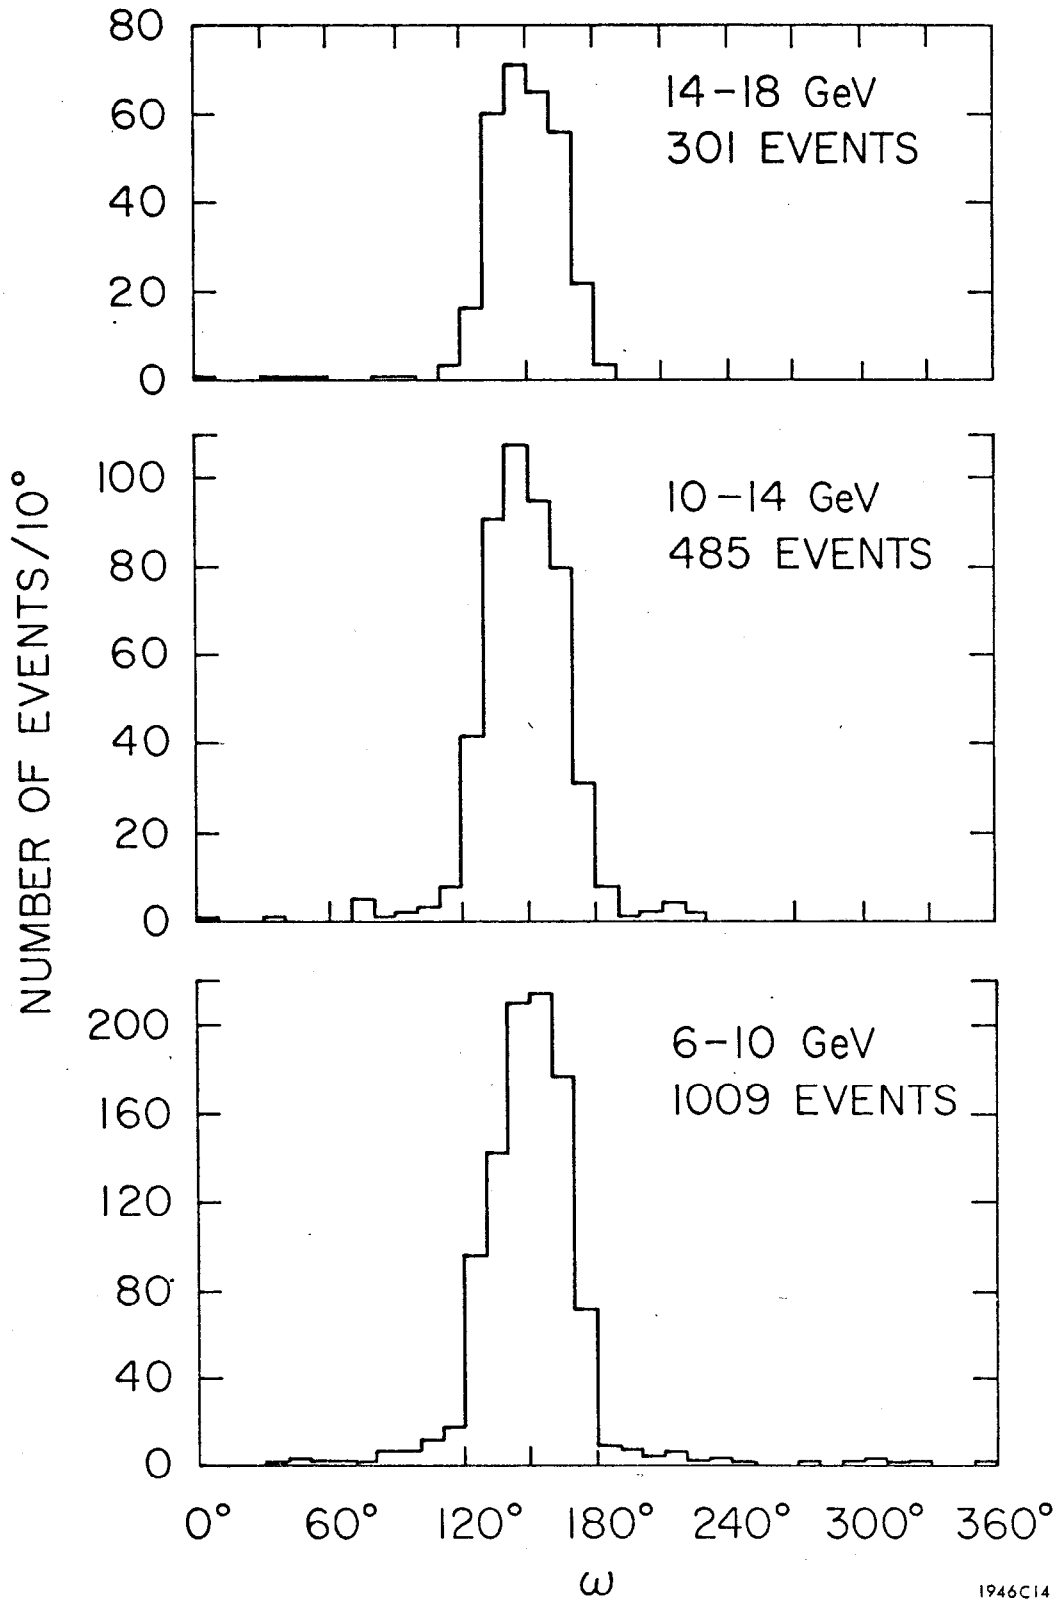 80
60
40
20
0
14-18 GeV
301 EVENTS
NUMBER OF EVENTS/10°
100
80
60
40
20
0
10-14 GeV
485 EVENTS
200
160
120
80
40
0
6-10 GeV
1009 EVENTS
0° 60° 120° 180° 240° 300° 360°
ω
1946C14